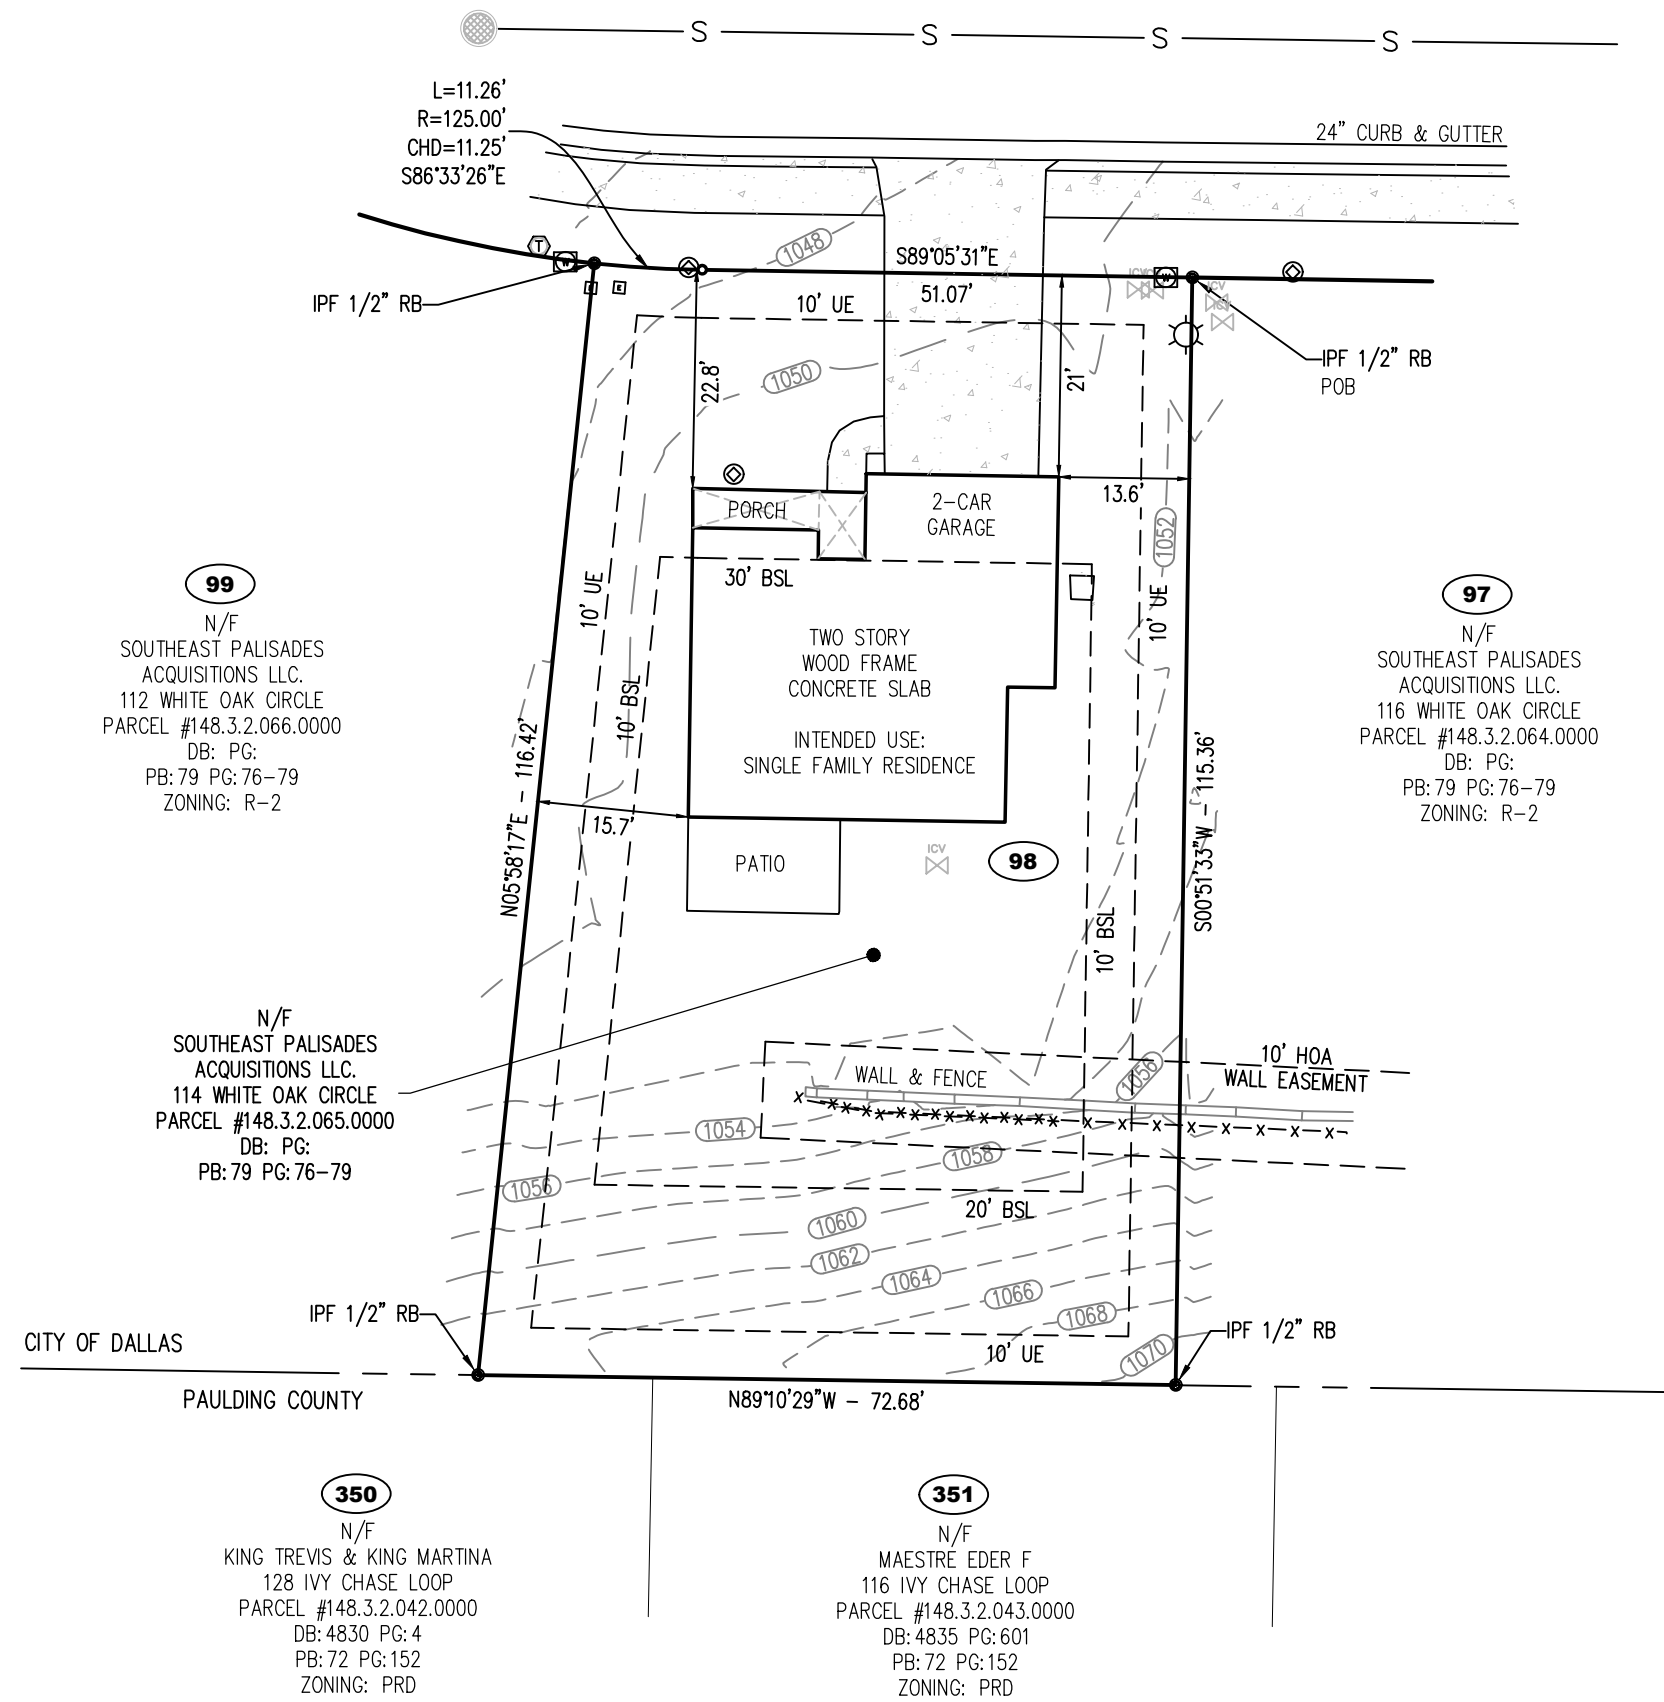 S S S S
L=11.26'
R=125.00'
CHD=11.25'
S86°33'26"E
24" CURB & GUTTER
1048
T
W
S89°05'31"E
51.07'
W
ICV
ICV
ICV
ICV
IPF 1/2" RB
E
E
10' UE
IPF 1/2" RB
POB
22.8'
1050
21'
13.6'
PORCH
2-CAR
GARAGE
1052
30' BSL
10' UE
10' UE
99
N/F
SOUTHEAST PALISADES
ACQUISITIONS LLC.
112 WHITE OAK CIRCLE
PARCEL #148.3.2.066.0000
DB: PG:
PB:79 PG:76-79
ZONING: R-2
TWO STORY
WOOD FRAME
CONCRETE SLAB
INTENDED USE:
SINGLE FAMILY RESIDENCE
97
N/F
SOUTHEAST PALISADES
ACQUISITIONS LLC.
116 WHITE OAK CIRCLE
PARCEL #148.3.2.064.0000
DB: PG:
PB:79 PG:76-79
ZONING: R-2
10' BSL
N05°58'17"E - 116.42'
15.7'
S00°51'33"W - 115.36'
PATIO
ICV
98
10' BSL
N/F
SOUTHEAST PALISADES
ACQUISITIONS LLC.
114 WHITE OAK CIRCLE
PARCEL #148.3.2.065.0000
DB: PG:
PB:79 PG:76-79
10' HOA
WALL EASEMENT
WALL & FENCE
1056
1054
1058
1056
20' BSL
1060
1062
1064
1066
1068
1070
IPF 1/2" RB
IPF 1/2" RB
10' UE
CITY OF DALLAS
PAULDING COUNTY
N89°10'29"W - 72.68'
350
N/F
KING TREVIS & KING MARTINA
128 IVY CHASE LOOP
PARCEL #148.3.2.042.0000
DB:4830 PG:4
PB:72 PG:152
ZONING: PRD
351
N/F
MAESTRE EDER F
116 IVY CHASE LOOP
PARCEL #148.3.2.043.0000
DB:4835 PG:601
PB:72 PG:152
ZONING: PRD